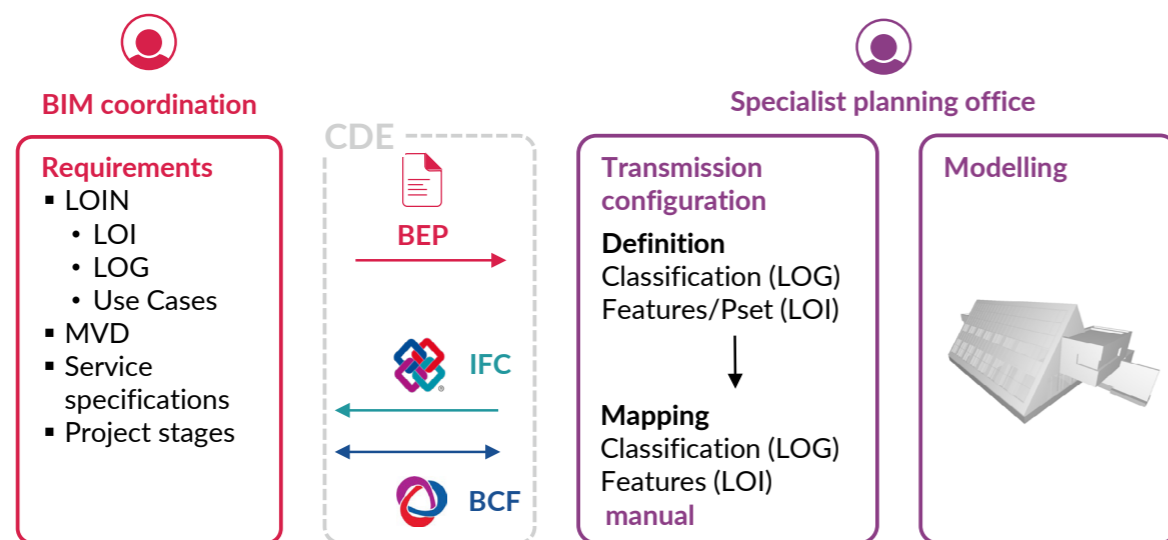 BIM coordination
Requirements
▪ LOIN
• LOI
• LOG
• Use Cases
▪ MVD
▪ Service
specifications
▪ Project stages
CDE
BEP
IFC
®
BCF
Specialist planning office
Transmission
configuration
Definition
Classification (LOG)
Features/Pset (LOI)
Mapping
Classification (LOG)
Features (LOI)
manual
Modelling